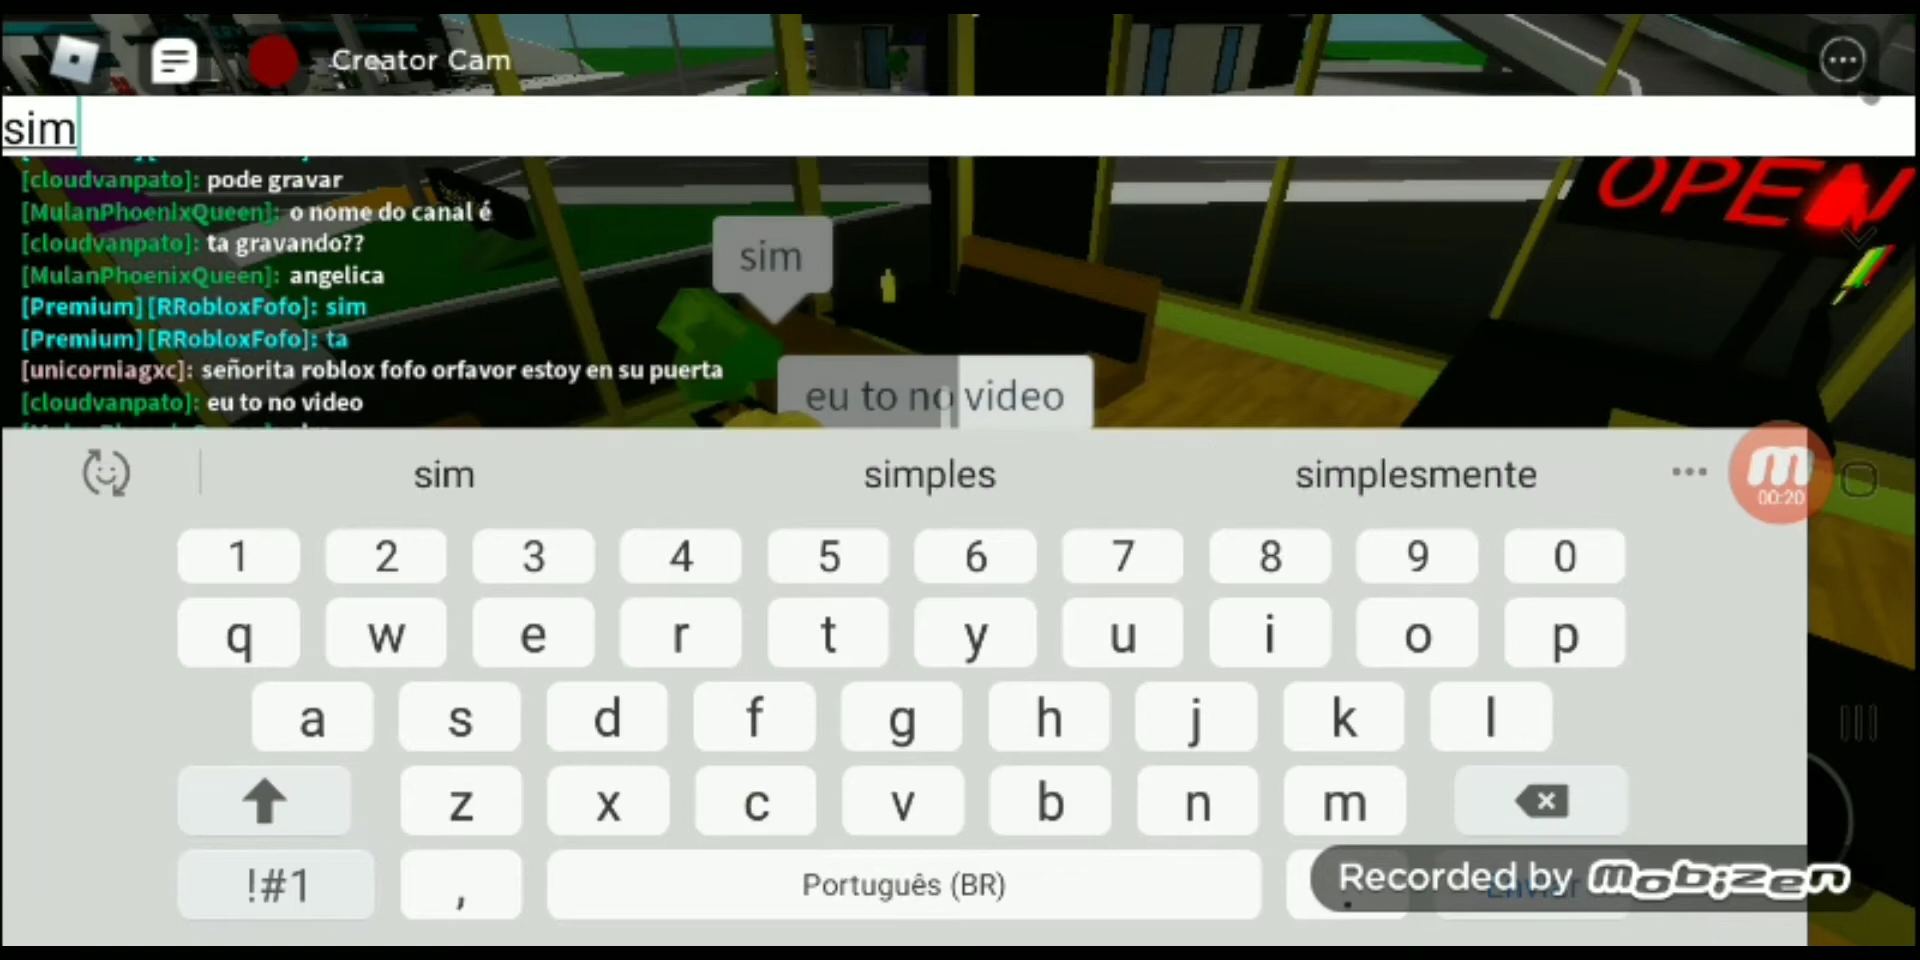 Creator Cam
sim
[cloudvanpato]: pode gravar
[MulanPhoenixQueen]: o nome do canal é
[cloudvanpato]: ta gravando??
[MulanPhoenixQueen]: angelica
[Premium] [RRobloxFofo]: sim
[Premium] [RRobloxFofo]: ta
[unicorniagxc]: señorita roblox fofo orfavor estoy en su puerta
[cloudvanpato]: eu to no video
OPEN
sim
eu to no video
sim simples simplesmente
00:20
1 2 3 4 5 6 7 8 9 0
q w e r t y u i o p
a s d f g h j k l
z x c v b n m
!#1 , Português (BR) .
Recorded by Mobizen